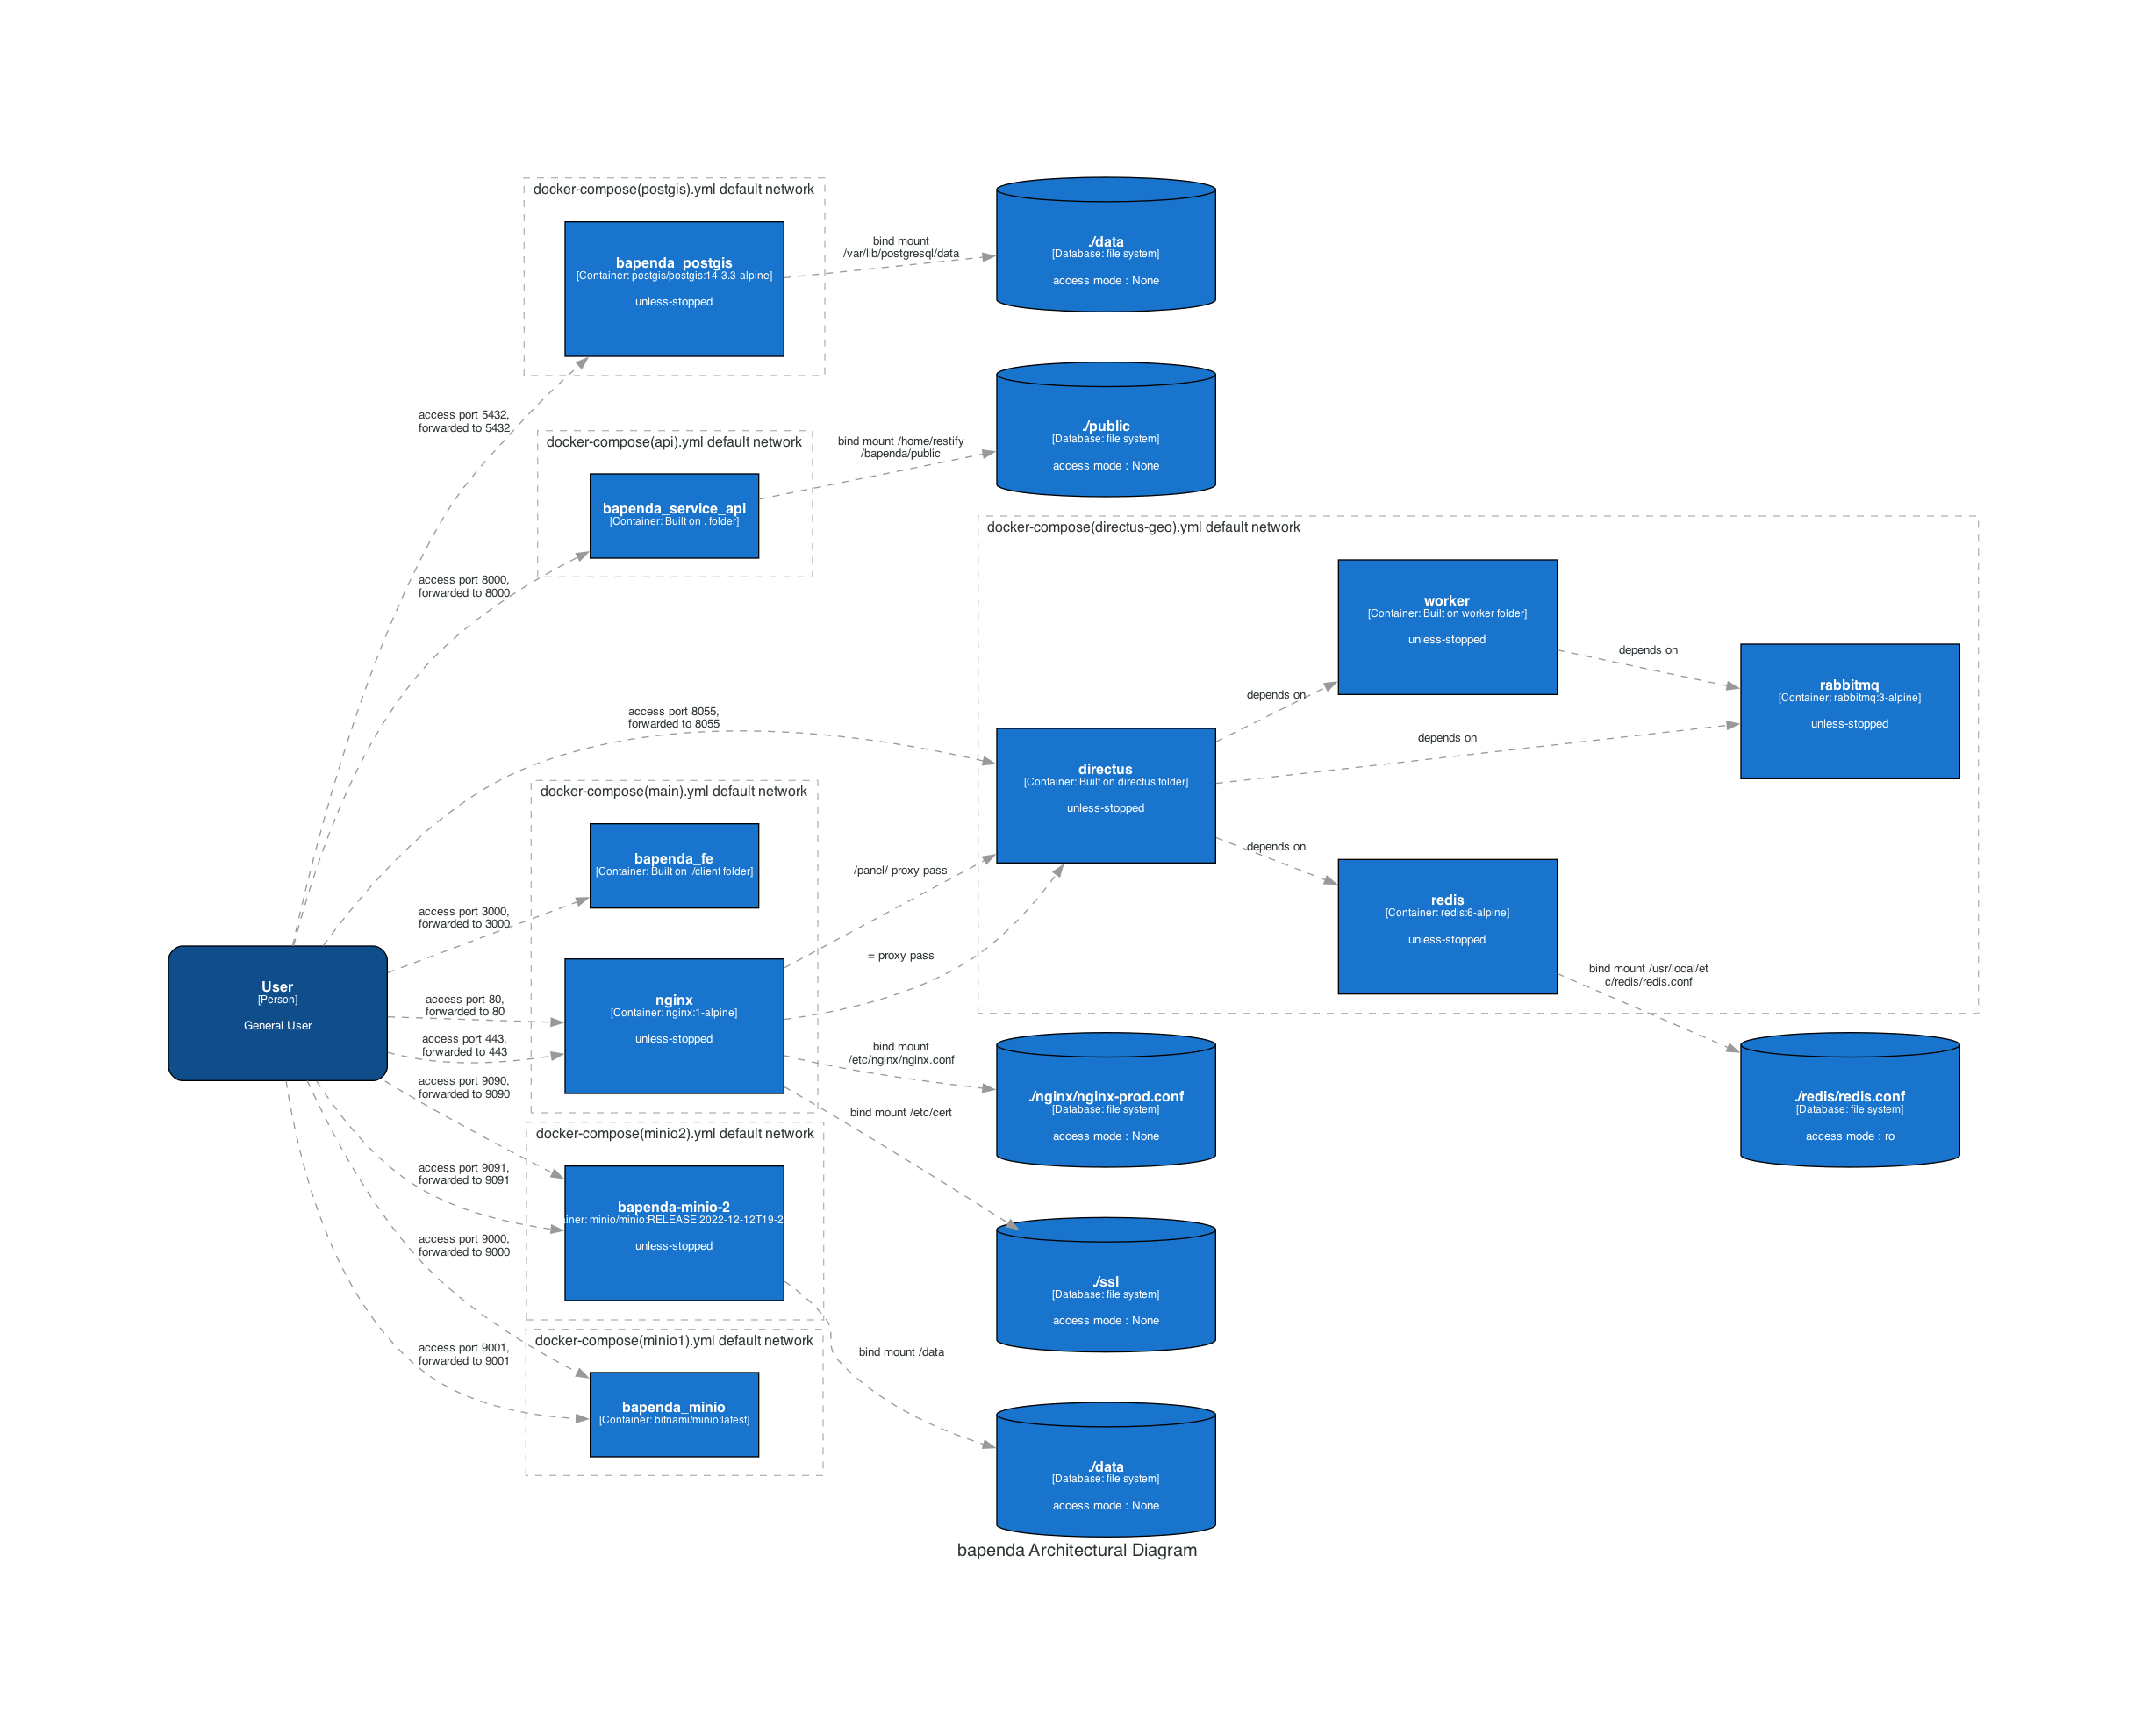 docker-compose(postgis).yml default network
bapenda_postgis
[Container: postgis/postgis:14-3.3-alpine]
unless-stopped
bind mount
/var/lib/postgresql/data
./data
[Database: file system]
access mode : None
access port 5432,
forwarded to 5432
docker-compose(api).yml default network
bapenda_service_api
[Container: Built on . folder]
bind mount /home/restify
/bapenda/public
./public
[Database: file system]
access mode : None
access port 8000,
forwarded to 8000
docker-compose(directus-geo).yml default network
worker
[Container: Built on worker folder]
unless-stopped
depends on
rabbitmq
[Container: rabbitmq:3-alpine]
unless-stopped
depends on
depends on
access port 8055,
forwarded to 8055
directus
[Container: Built on directus folder]
unless-stopped
depends on
redis
[Container: redis:6-alpine]
unless-stopped
bind mount /usr/local/et
c/redis/redis.conf
./redis/redis.conf
[Database: file system]
access mode : ro
docker-compose(main).yml default network
bapenda_fe
[Container: Built on ./client folder]
access port 3000,
forwarded to 3000
/panel/ proxy pass
= proxy pass
User
[Person]
General User
access port 80,
forwarded to 80
access port 443,
forwarded to 443
nginx
[Container: nginx:1-alpine]
unless-stopped
bind mount
/etc/nginx/nginx.conf
./nginx/nginx-prod.conf
[Database: file system]
access mode : None
bind mount /etc/cert
./ssl
[Database: file system]
access mode : None
access port 9090,
forwarded to 9090
docker-compose(minio2).yml default network
bapenda-minio-2
iner: minio/minio:RELEASE.2022-12-12T19-2
unless-stopped
access port 9091,
forwarded to 9091
access port 9000,
forwarded to 9000
docker-compose(minio1).yml default network
bapenda_minio
[Container: bitnami/minio:latest]
access port 9001,
forwarded to 9001
bind mount /data
./data
[Database: file system]
access mode : None
bapenda Architectural Diagram